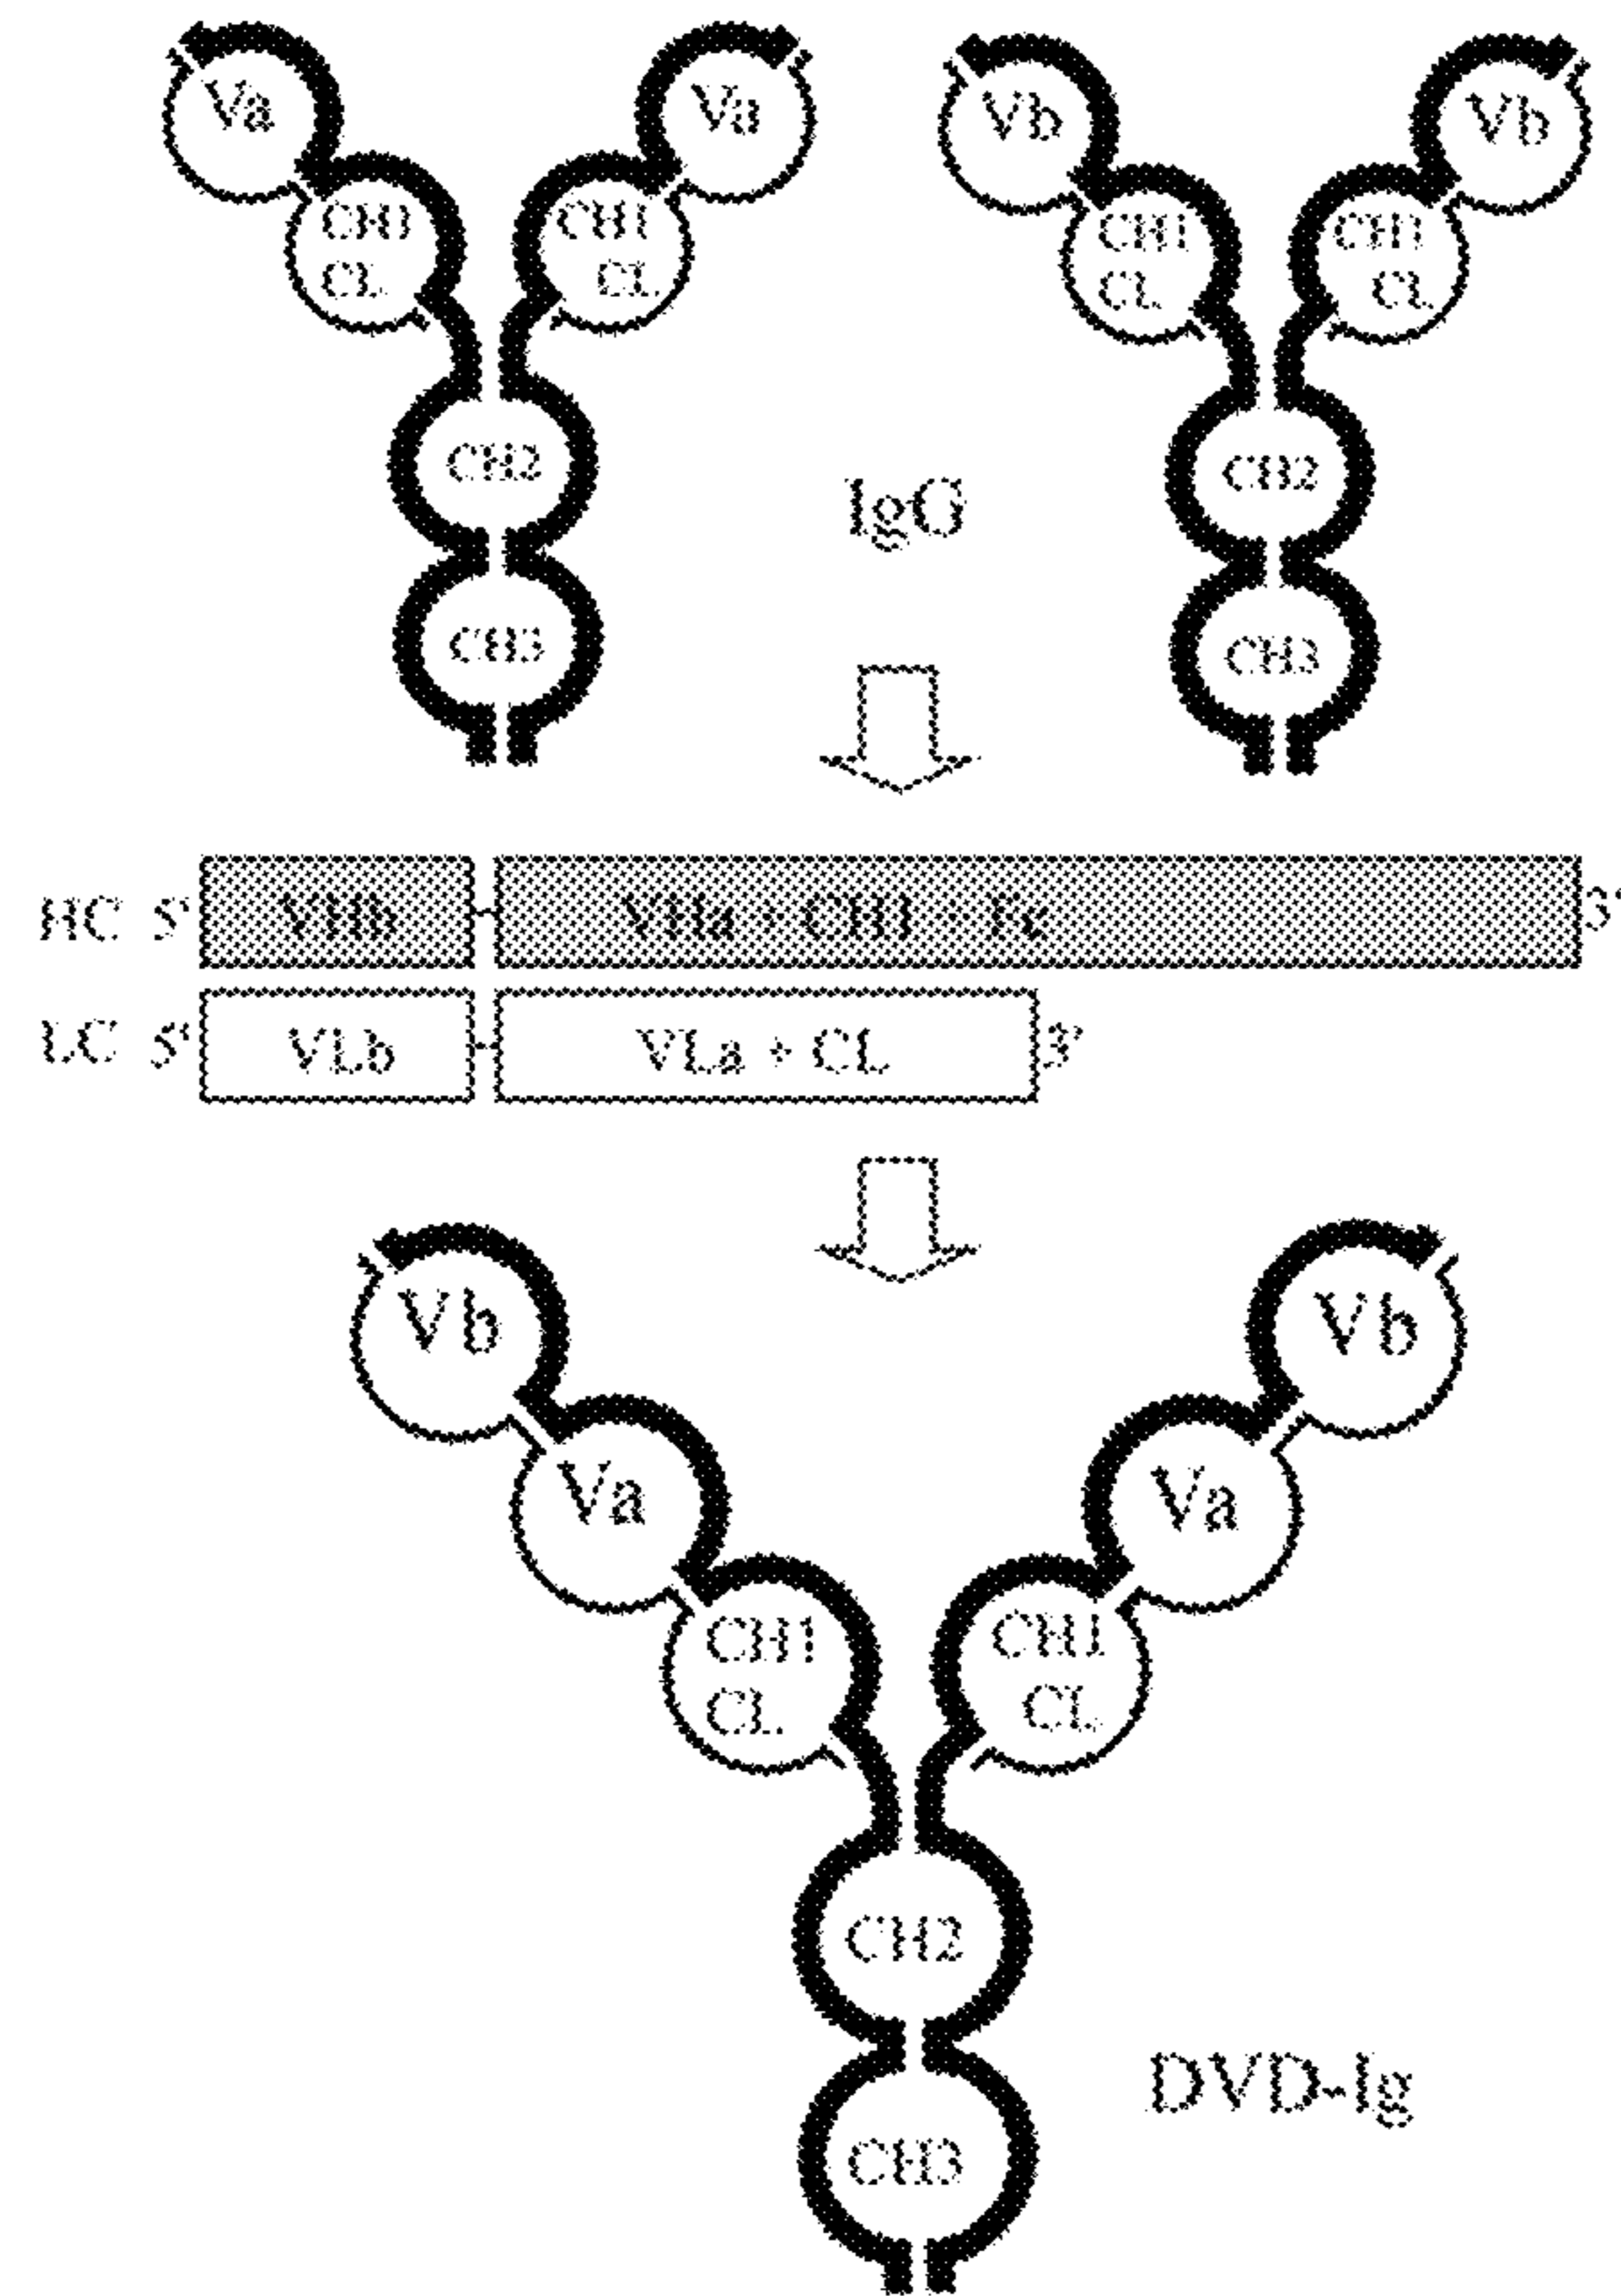 Va Va Vb Vb
CH1 CH1 CH1 CH1
CL CL CL CL
CH2 IgG CH2
CH3 CH3
HC 5' VHb VHa + CH1 + Fc 3'
LC 5' VLb VLa + CL 3'
Vb Vb
Va Va
CH1 CH1
CL CL
CH2
DVD-Ig
CH3